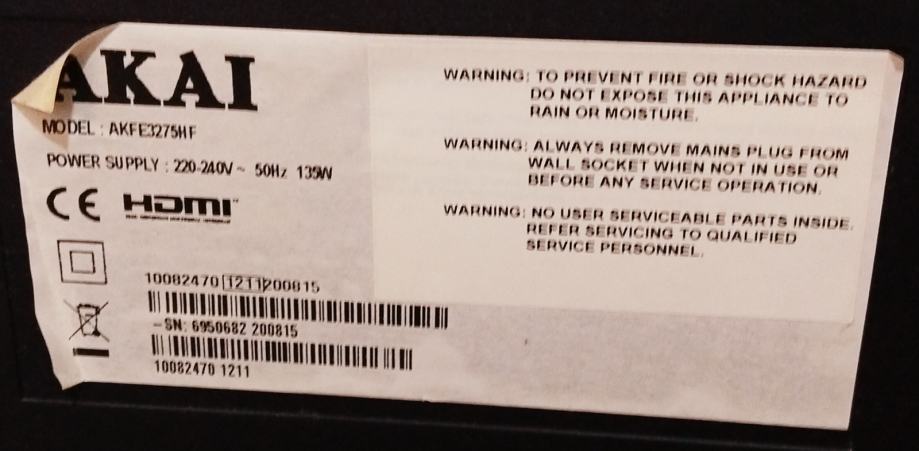 AKAI
MODEL : AKFE3275HF
POWER SUPPLY : 220-240V ~ 50Hz 135W
CE HDMI™
10082470 1211 200815
-SN: 6950682 200815
10082470 1211
WARNING: TO PREVENT FIRE OR SHOCK HAZARD
DO NOT EXPOSE THIS APPLIANCE TO
RAIN OR MOISTURE.
WARNING: ALWAYS REMOVE MAINS PLUG FROM
WALL SOCKET WHEN NOT IN USE OR
BEFORE ANY SERVICE OPERATION.
WARNING: NO USER SERVICEABLE PARTS INSIDE.
REFER SERVICING TO QUALIFIED
SERVICE PERSONNEL.